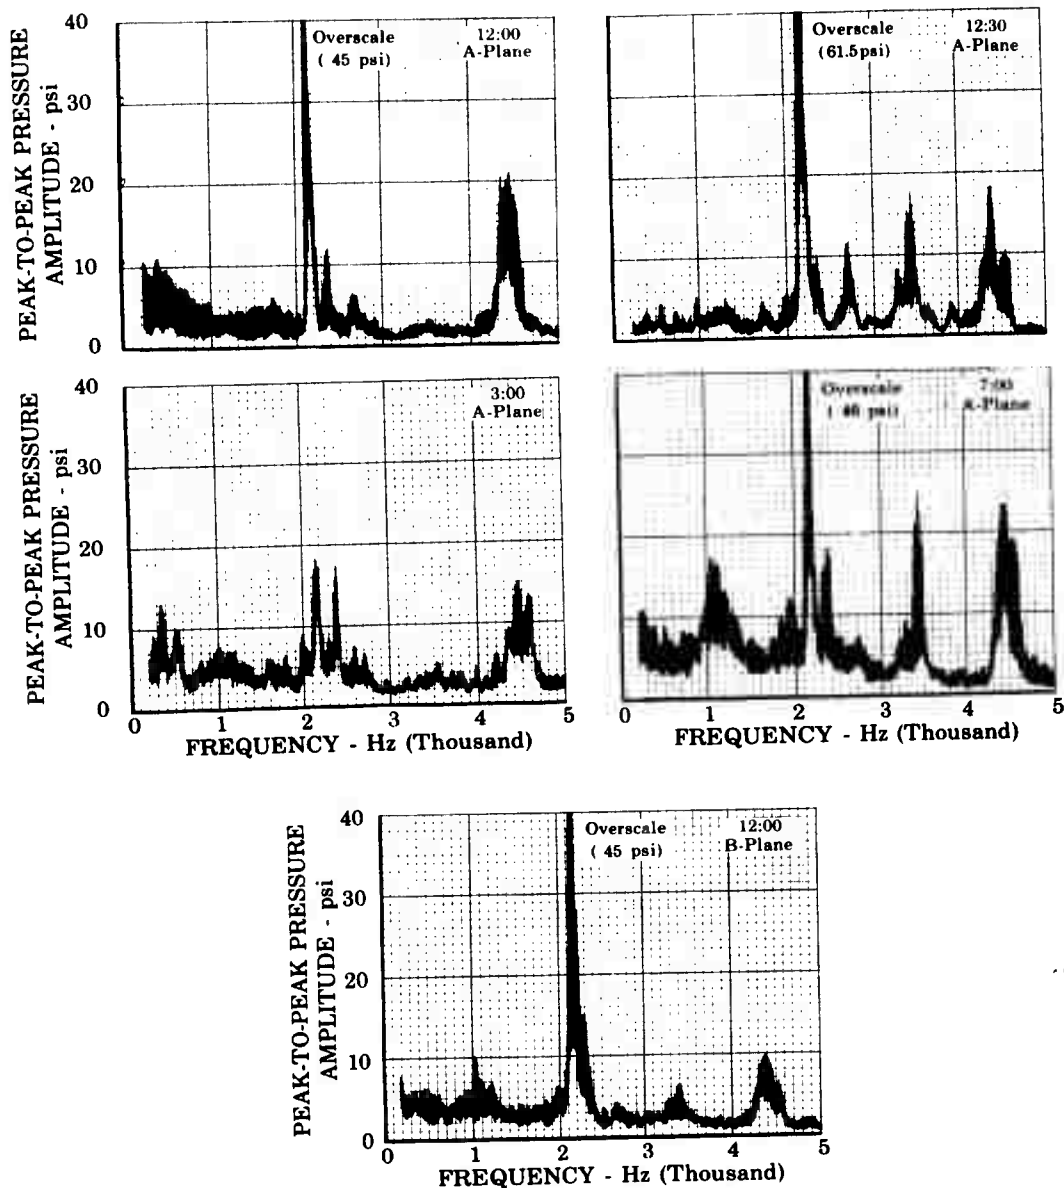 PEAK-TO-PEAK PRESSURE
AMPLITUDE - psi
40
30
20
10
0
Overscale
( 45 psi)
12:00
A-Plane
Overscale
(61.5psi)
12:30
A-Plane
PEAK-TO-PEAK PRESSURE
AMPLITUDE - psi
40
30
20
10
0
3:00
A-Plane
0 1 2 3 4 5
FREQUENCY - Hz (Thousand)
Overscale
( 46 psi)
7:00
A-Plane
0 1 2 3 4 5
FREQUENCY - Hz (Thousand)
PEAK-TO-PEAK PRESSURE
AMPLITUDE - psi
40
30
20
10
0
Overscale
( 45 psi)
12:00
B-Plane
0 1 2 3 4 5
FREQUENCY - Hz (Thousand)